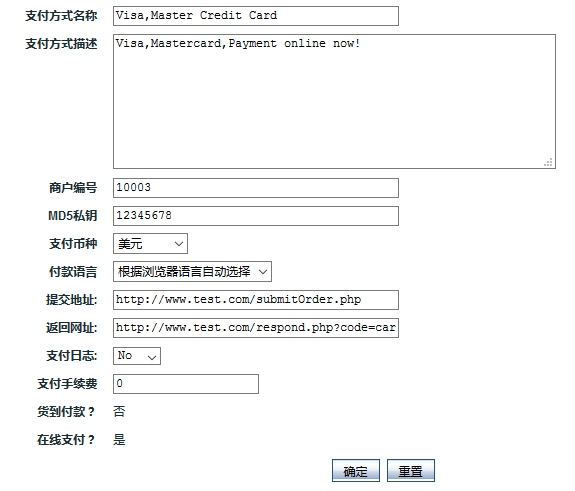 支付方式名称 Visa,Master Credit Card
支付方式描述 Visa,Mastercard,Payment online now!
商户编号 10003
MD5私钥 12345678
支付币种 美元
付款语言 根据浏览器语言自动选择
提交地址: http://www.test.com/submitOrder.php
返回网址: http://www.test.com/respond.php?code=car
支付日志: No
支付手续费 0
货到付款？ 否
在线支付？ 是
确定 重置